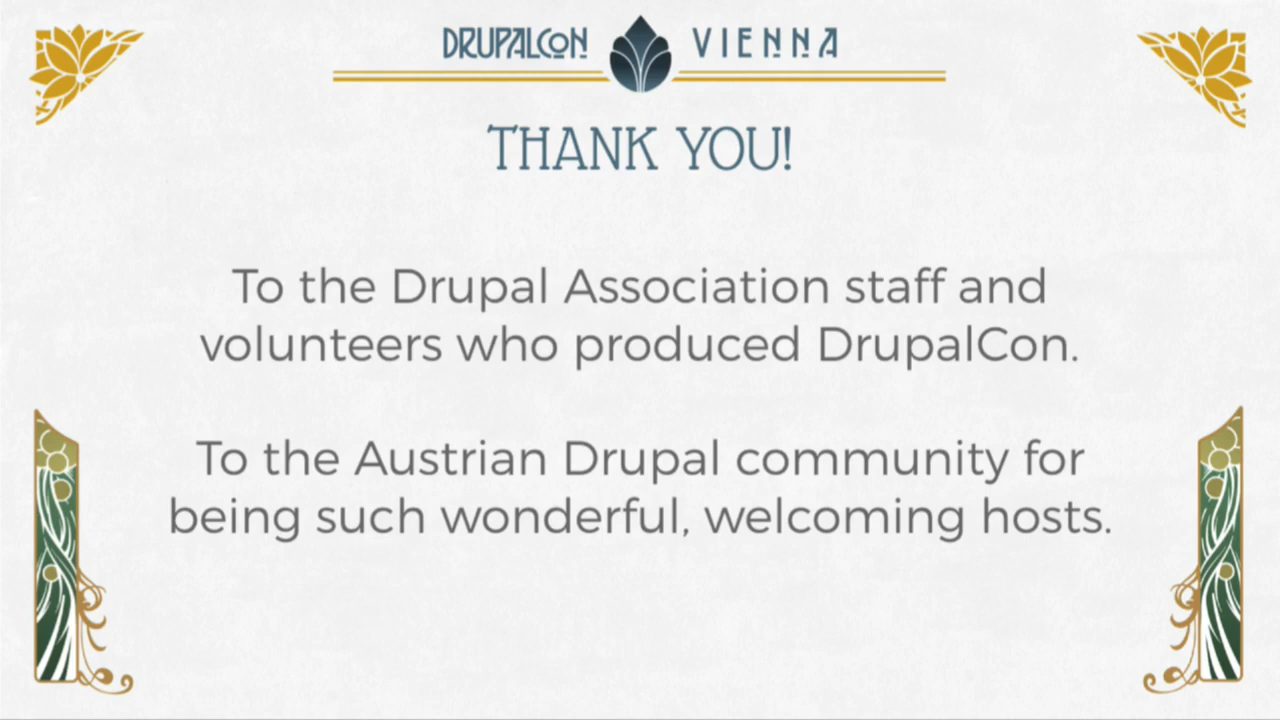 DRUPALCON VIENNA
THANK YOU!
To the Drupal Association staff and
volunteers who produced DrupalCon.
To the Austrian Drupal community for
being such wonderful, welcoming hosts.